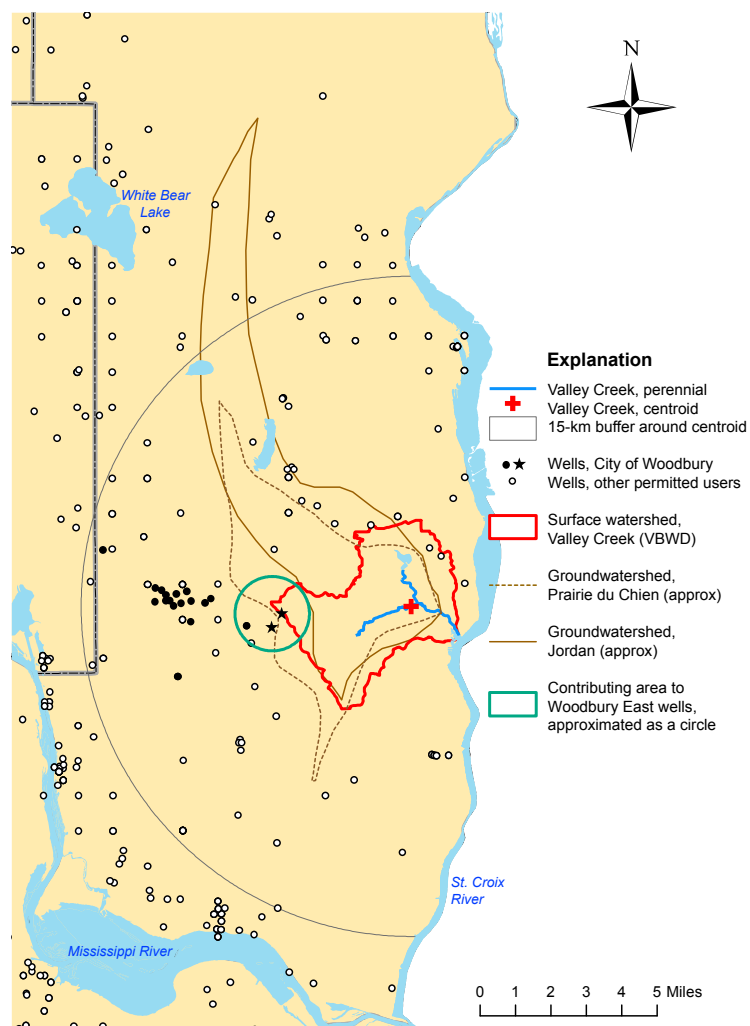 N
White Bear
Lake
Explanation
Valley Creek, perennial
Valley Creek, centroid
15-km buffer around centroid
Wells, City of Woodbury
Wells, other permitted users
Surface watershed,
Valley Creek (VBWD)
Groundwatershed,
Prairie du Chien (approx)
Groundwatershed,
Jordan (approx)
Contributing area to
Woodbury East wells,
approximated as a circle
St. Croix
River
Mississippi River
0 1 2 3 4 5 Miles